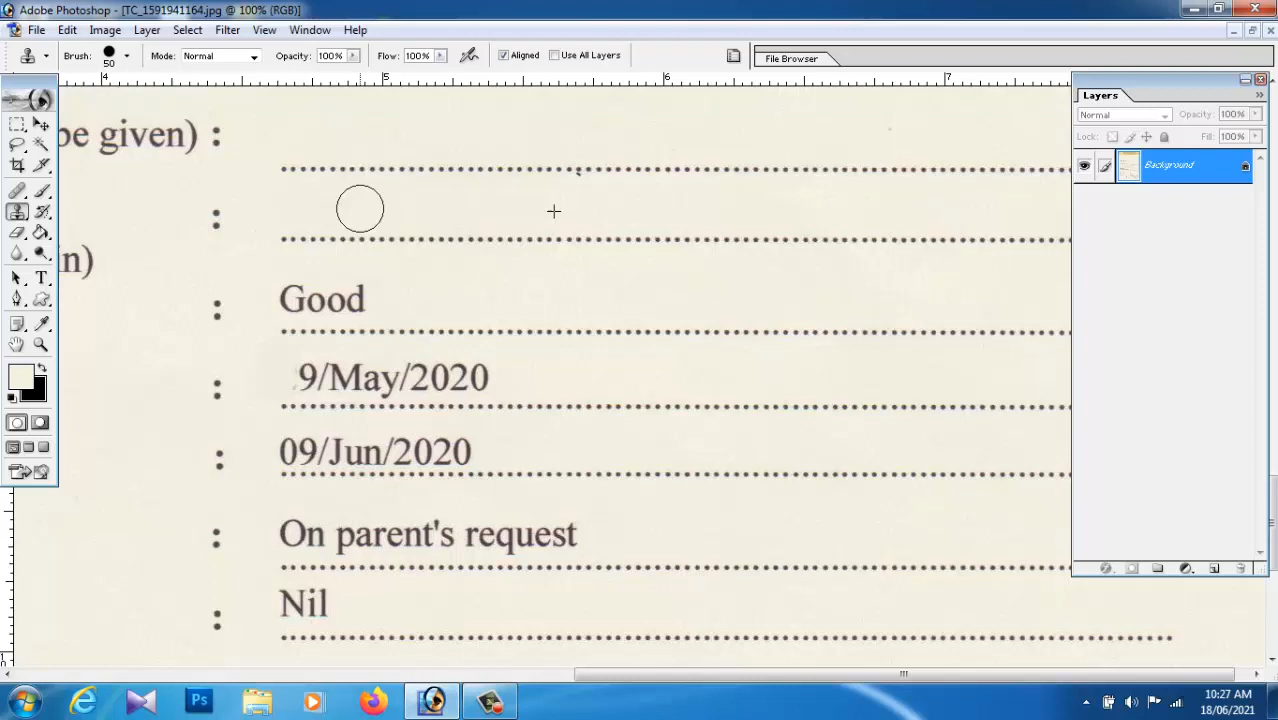 Adobe Photoshop - [TC_1591941164.jpg @ 100% (RGB)]
File Edit Image Layer Select Filter View Window Help
Brush: 50 Mode: Normal Opacity: 100% Flow: 100% Aligned Use All Layers File Browser
4 5 6 7
Layers
Normal Opacity: 100%
Lock: Fill: 100%
Background
be given) :
:
in)
: Good
: 9/May/2020
: 09/Jun/2020
: On parent's request
: Nil
T
Ps
10:27 AM
18/06/2021